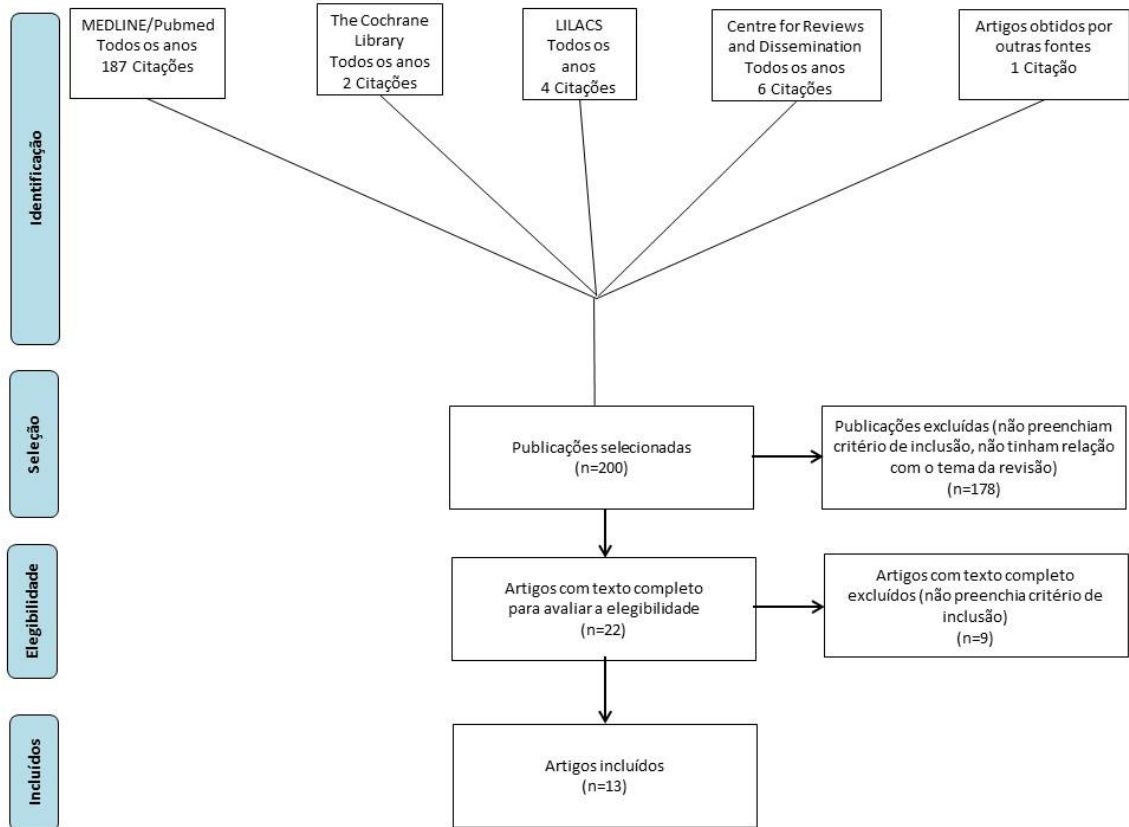 Identificação
MEDLINE/Pubmed
Todos os anos
187 Citações
The Cochrane
Library
Todos os anos
2 Citações
LILACS
Todos os
anos
4 Citações
Centre for Reviews
and Dissemination
Todos os anos
6 Citações
Artigos obtidos por
outras fontes
1 Citação
Seleção
Publicações selecionadas
(n=200)
Publicações excluídas (não preenchiam
critério de inclusão, não tinham relação
com o tema da revisão)
(n=178)
Elegibilidade
Artigos com texto completo
para avaliar a elegibilidade
(n=22)
Artigos com texto completo
excluídos (não preenchia critério de
inclusão)
(n=9)
Incluídos
Artigos incluídos
(n=13)